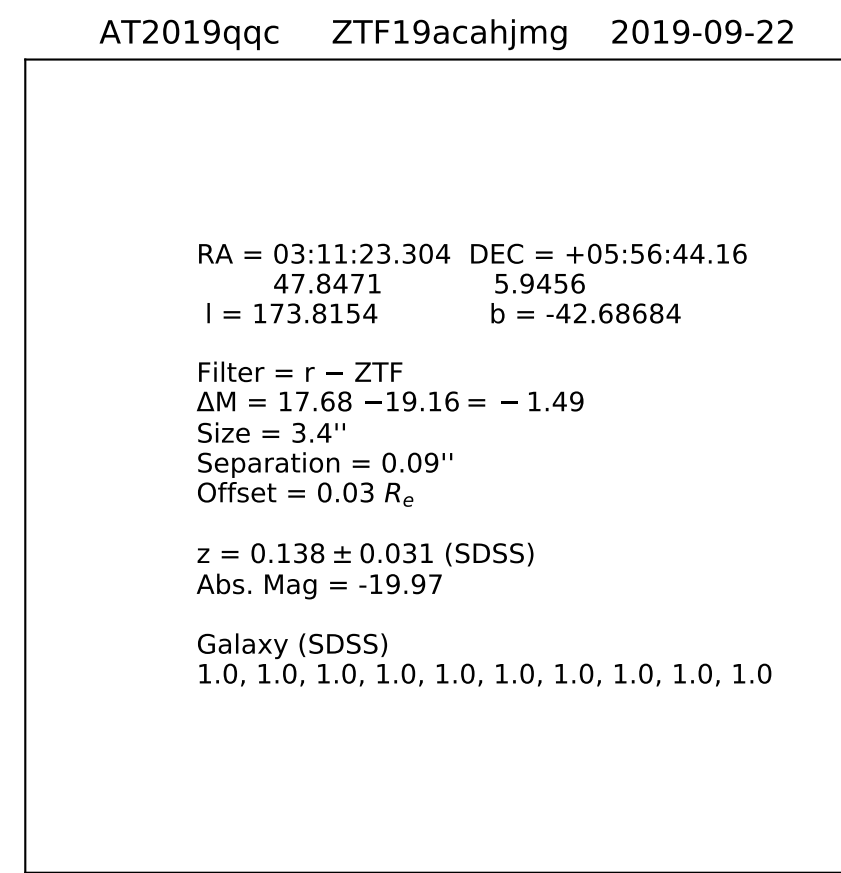 AT2019qqc ZTF19acahjmg 2019-09-22
RA = 03:11:23.304 DEC = +05:56:44.16
47.8471 5.9456
l = 173.8154 b = -42.68684
Filter = r − ZTF
ΔM = 17.68 −19.16 = − 1.49
Size = 3.4''
Separation = 0.09''
Offset = 0.03 Rₑ
z = 0.138 ± 0.031 (SDSS)
Abs. Mag = -19.97
Galaxy (SDSS)
1.0, 1.0, 1.0, 1.0, 1.0, 1.0, 1.0, 1.0, 1.0, 1.0